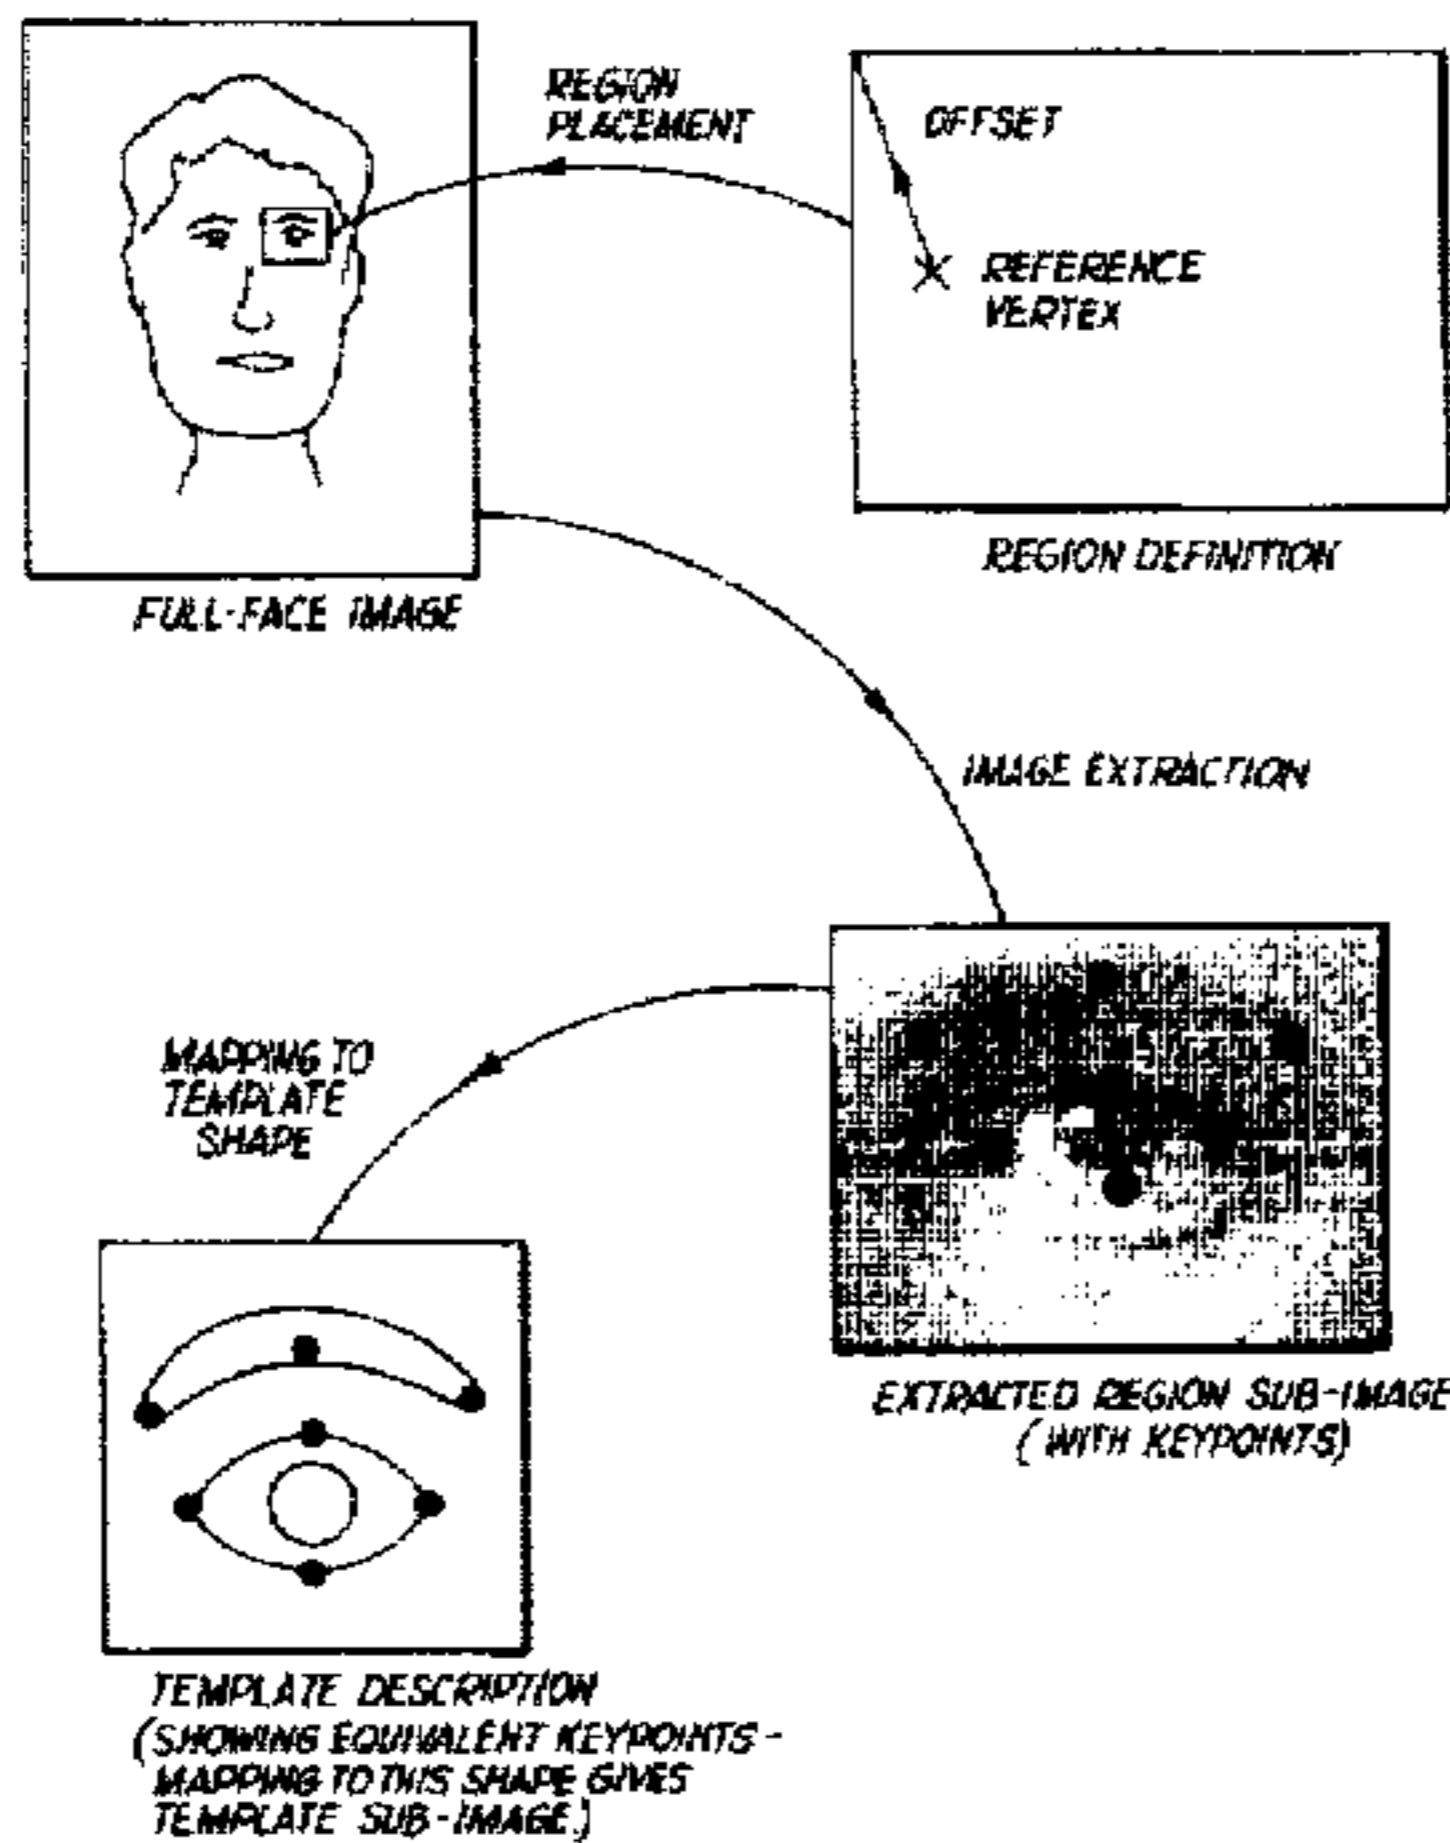 REGION
PLACEMENT
OFFSET
REFERENCE
VERTEX
REGION DEFINITION
FULL-FACE IMAGE
IMAGE EXTRACTION
MAPPING TO
TEMPLATE
SHAPE
EXTRACTED REGION SUB-IMAGE
(WITH KEYPOINTS)
TEMPLATE DESCRIPTION
(SHOWING EQUIVALENT KEYPOINTS-
MAPPING TO THIS SHAPE GIVES
TEMPLATE SUB-IMAGE)